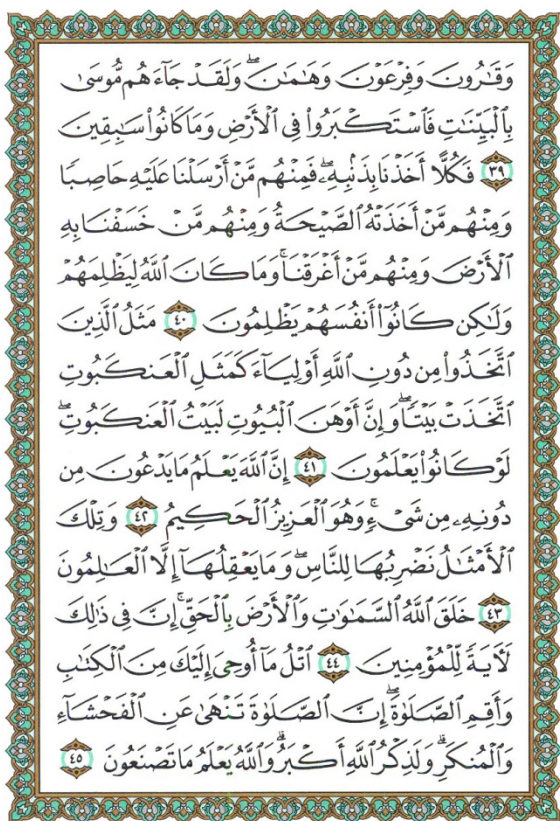 وَقَٰرُونَ وَفِرْعَوْنَ وَهَٰمَٰنَ ۖ وَلَقَدْ جَآءَهُم مُّوسَىٰ
بِٱلْبَيِّنَٰتِ فَٱسْتَكْبَرُوا۟ فِى ٱلْأَرْضِ وَمَا كَانُوا۟ سَٰبِقِينَ
٣٩ فَكُلًّا أَخَذْنَا بِذَنۢبِهِۦ ۖ فَمِنْهُم مَّنْ أَرْسَلْنَا عَلَيْهِ حَاصِبًا
وَمِنْهُم مَّنْ أَخَذَتْهُ ٱلصَّيْحَةُ وَمِنْهُم مَّنْ خَسَفْنَا بِهِ
ٱلْأَرْضَ وَمِنْهُم مَّنْ أَغْرَقْنَا ۚ وَمَا كَانَ ٱللَّهُ لِيَظْلِمَهُمْ
وَلَٰكِن كَانُوٓا۟ أَنفُسَهُمْ يَظْلِمُونَ ٤٠ مَثَلُ ٱلَّذِينَ
ٱتَّخَذُوا۟ مِن دُونِ ٱللَّهِ أَوْلِيَآءَ كَمَثَلِ ٱلْعَنكَبُوتِ
ٱتَّخَذَتْ بَيْتًا ۖ وَإِنَّ أَوْهَنَ ٱلْبُيُوتِ لَبَيْتُ ٱلْعَنكَبُوتِ ۖ
لَوْ كَانُوا۟ يَعْلَمُونَ ٤١ إِنَّ ٱللَّهَ يَعْلَمُ مَا يَدْعُونَ مِن
دُونِهِۦ مِن شَىْءٍ ۚ وَهُوَ ٱلْعَزِيزُ ٱلْحَكِيمُ ٤٢ وَتِلْكَ
ٱلْأَمْثَٰلُ نَضْرِبُهَا لِلنَّاسِ ۖ وَمَا يَعْقِلُهَآ إِلَّا ٱلْعَٰلِمُونَ
٤٣ خَلَقَ ٱللَّهُ ٱلسَّمَٰوَٰتِ وَٱلْأَرْضَ بِٱلْحَقِّ ۚ إِنَّ فِى ذَٰلِكَ
لَءَايَةً لِّلْمُؤْمِنِينَ ٤٤ ٱتْلُ مَآ أُوحِىَ إِلَيْكَ مِنَ ٱلْكِتَٰبِ
وَأَقِمِ ٱلصَّلَوٰةَ ۖ إِنَّ ٱلصَّلَوٰةَ تَنْهَىٰ عَنِ ٱلْفَحْشَآءِ
وَٱلْمُنكَرِ ۗ وَلَذِكْرُ ٱللَّهِ أَكْبَرُ ۗ وَٱللَّهُ يَعْلَمُ مَا تَصْنَعُونَ ٤٥